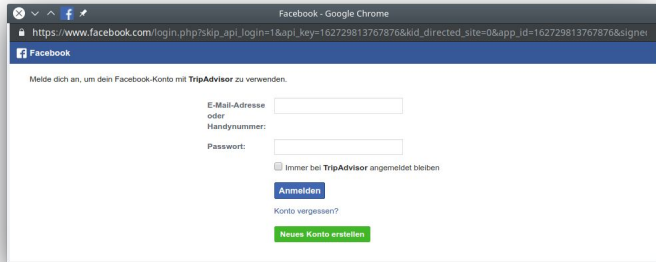 Facebook - Google Chrome
https://www.facebook.com/login.php?skip_api_login=1&api_key=162729813767876&kid_directed_site=0&app_id=162729813767876&signe
Facebook
Melde dich an, um dein Facebook-Konto mit TripAdvisor zu verwenden.
E-Mail-Adresse
oder
Handynummer:
Passwort:
Immer bei TripAdvisor angemeldet bleiben
Anmelden
Konto vergessen?
Neues Konto erstellen